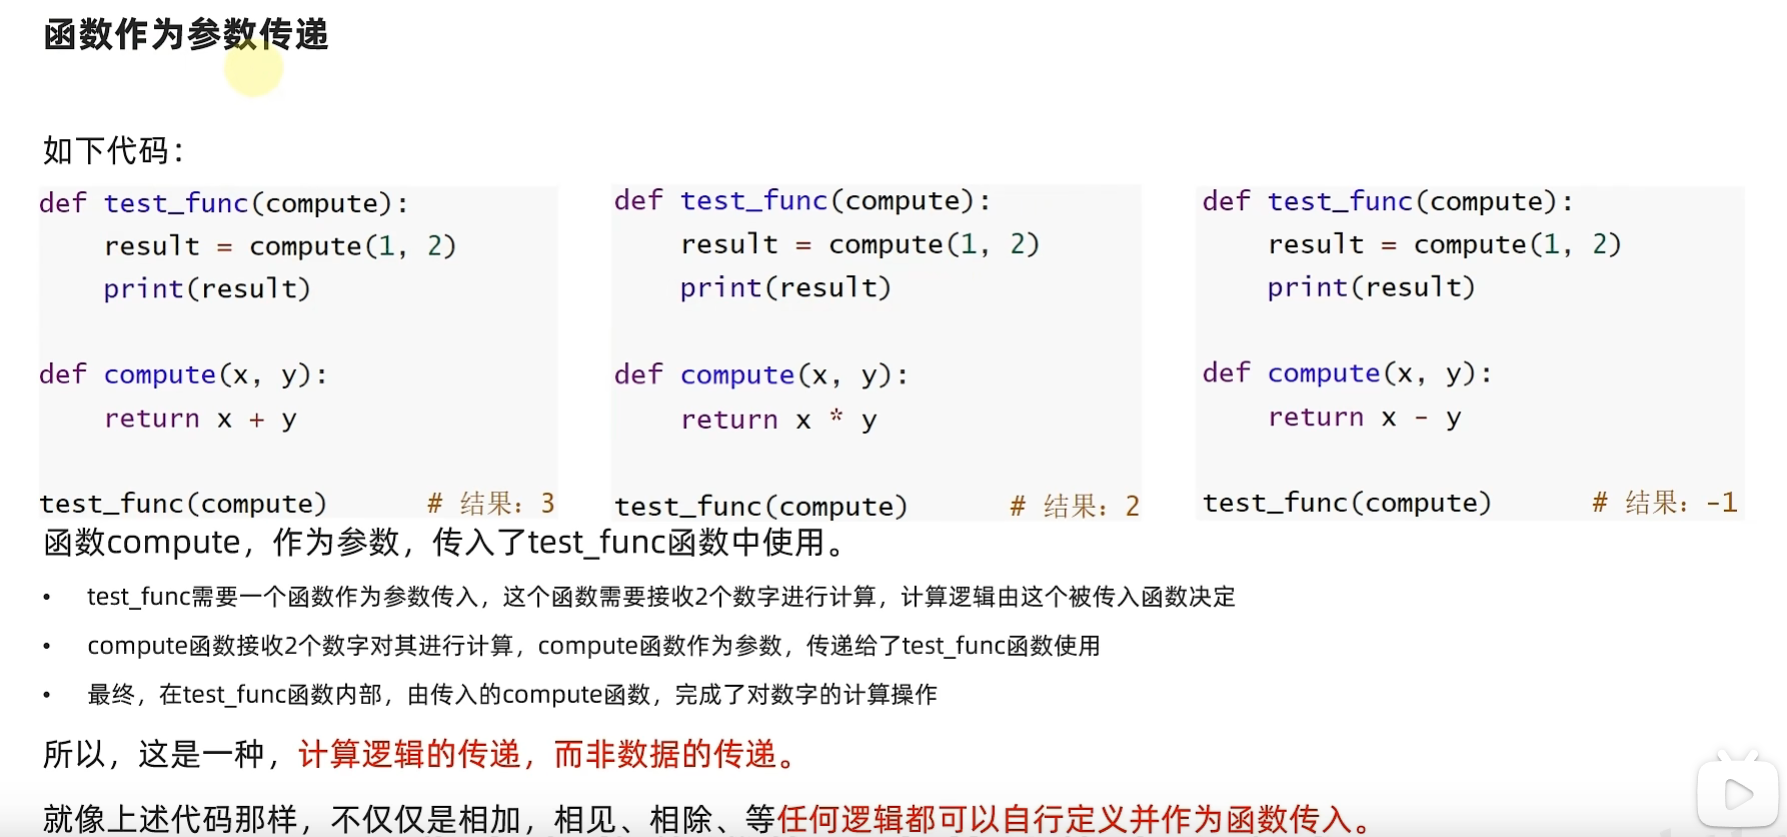 函数作为参数传递
如下代码：
def test_func(compute):
    result = compute(1, 2)
    print(result)
def compute(x, y):
    return x + y
test_func(compute)      # 结果：3
def test_func(compute):
    result = compute(1, 2)
    print(result)
def compute(x, y):
    return x * y
test_func(compute)      # 结果：2
def test_func(compute):
    result = compute(1, 2)
    print(result)
def compute(x, y):
    return x - y
test_func(compute)      # 结果：-1
函数compute，作为参数，传入了test_func函数中使用。
• test_func需要一个函数作为参数传入，这个函数需要接收2个数字进行计算，计算逻辑由这个被传入函数决定
• compute函数接收2个数字对其进行计算，compute函数作为参数，传递给了test_func函数使用
• 最终，在test_func函数内部，由传入的compute函数，完成了对数字的计算操作
所以，这是一种，计算逻辑的传递，而非数据的传递。
就像上述代码那样，不仅仅是相加，相见、相除、等任何逻辑都可以自行定义并作为函数传入。